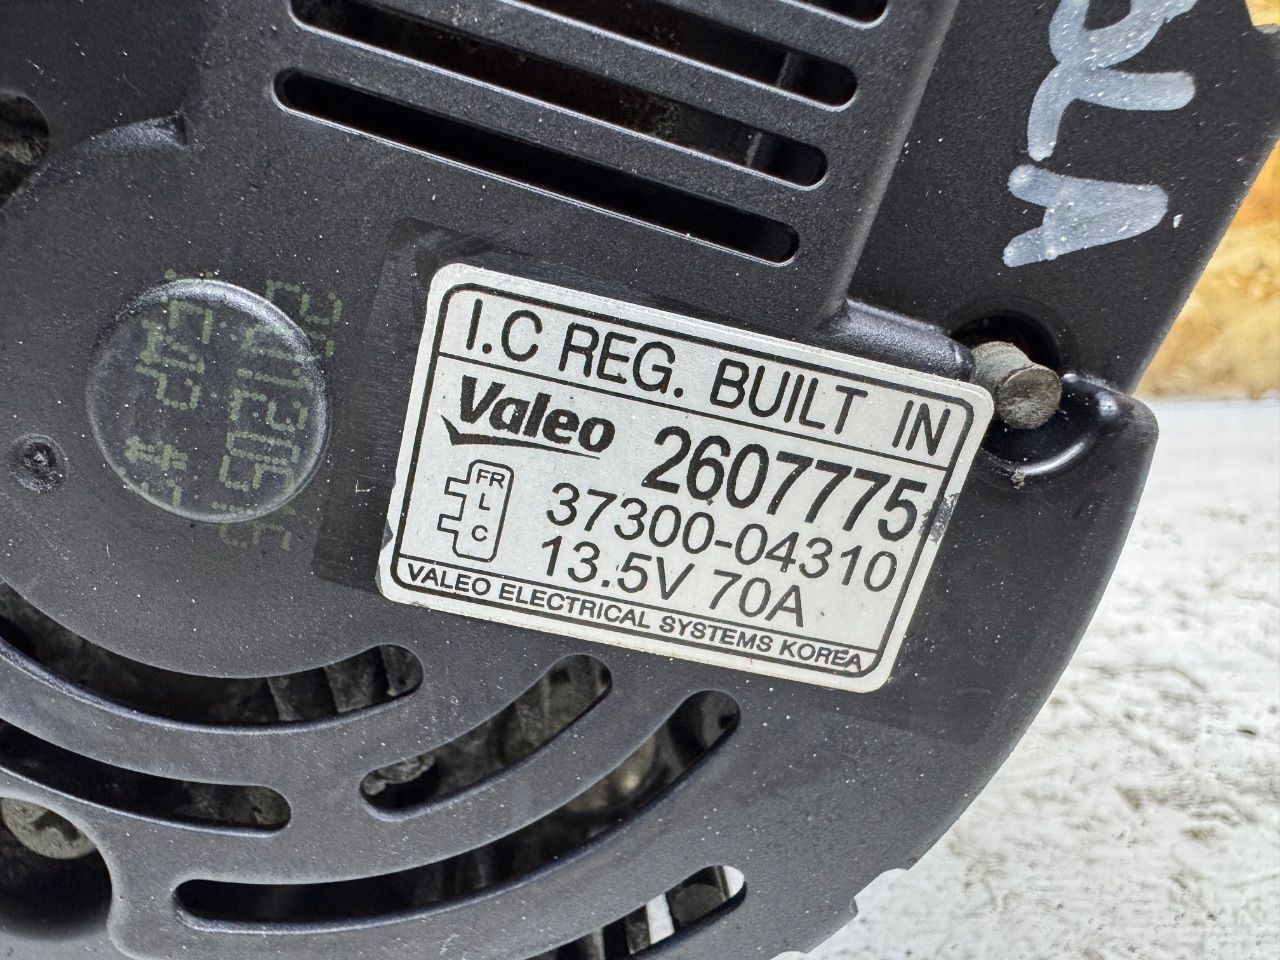 I.C REG. BUILT IN
Valeo 2607775
FR
L
C
37300-04310
13.5V 70A
VALEO ELECTRICAL SYSTEMS KOREA